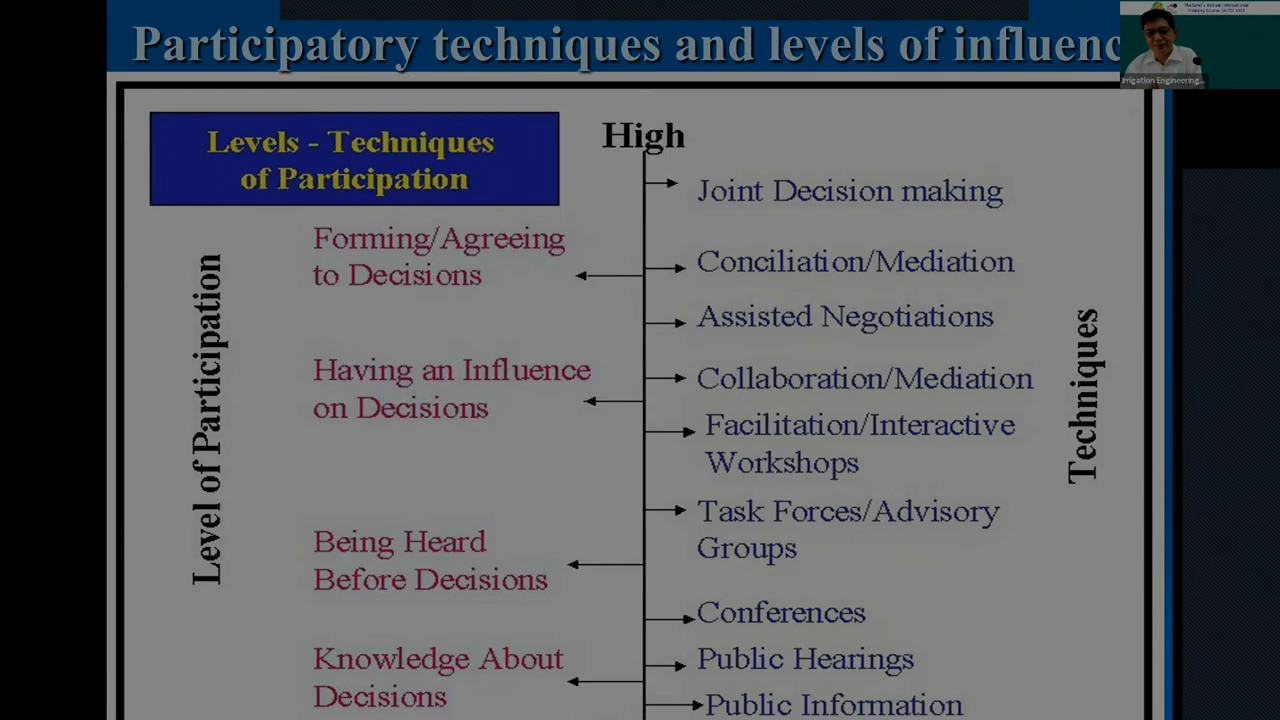 Participatory techniques and levels of influenc
Irrigation Engineering...
Levels - Techniques
of Participation
High
Joint Decision making
Forming/Agreeing
to Decisions
Conciliation/Mediation
Assisted Negotiations
Having an Influence
on Decisions
Collaboration/Mediation
Facilitation/Interactive
Workshops
Task Forces/Advisory
Groups
Being Heard
Before Decisions
Conferences
Knowledge About
Decisions
Public Hearings
Public Information
Level of Participation
Techniques